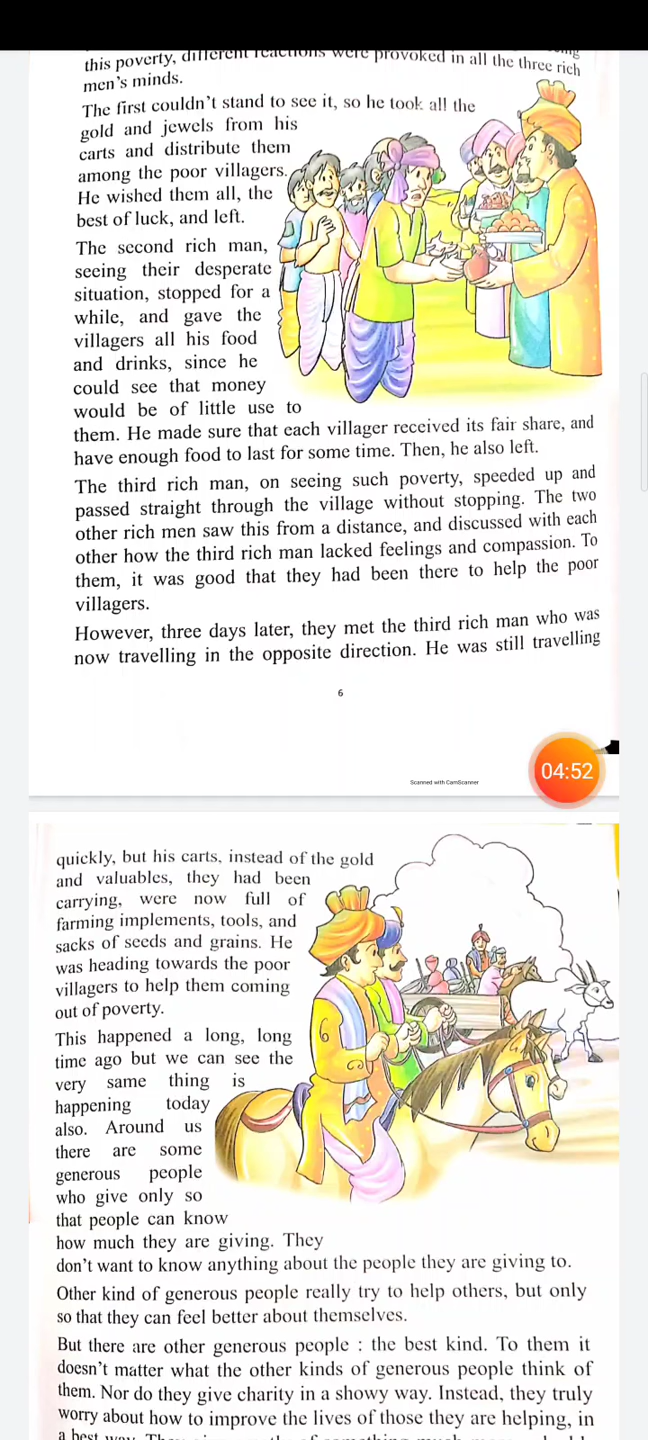 this poverty, different reactions were provoked in all the three rich
men's minds.
The first couldn't stand to see it, so he took all the
gold and jewels from his
carts and distribute them
among the poor villagers.
He wished them all, the
best of luck, and left.
The second rich man,
seeing their desperate
situation, stopped for a
while, and gave the
villagers all his food
and drinks, since he
could see that money
would be of little use to
them. He made sure that each villager received its fair share, and
have enough food to last for some time. Then, he also left.
The third rich man, on seeing such poverty, speeded up and
passed straight through the village without stopping. The two
other rich men saw this from a distance, and discussed with each
other how the third rich man lacked feelings and compassion. To
them, it was good that they had been there to help the poor
villagers.
However, three days later, they met the third rich man who was
now travelling in the opposite direction. He was still travelling
6
04:52
Scanned with CamScanner
quickly, but his carts, instead of the gold
and valuables, they had been
carrying, were now full of
farming implements, tools, and
sacks of seeds and grains. He
was heading towards the poor
villagers to help them coming
out of poverty.
This happened a long, long
time ago but we can see the
very same thing is
happening today
also. Around us
there are some
generous people
who give only so
that people can know
how much they are giving. They
don't want to know anything about the people they are giving to.
Other kind of generous people really try to help others, but only
so that they can feel better about themselves.
But there are other generous people : the best kind. To them it
doesn't matter what the other kinds of generous people think of
them. Nor do they give charity in a showy way. Instead, they truly
worry about how to improve the lives of those they are helping, in
a best way.